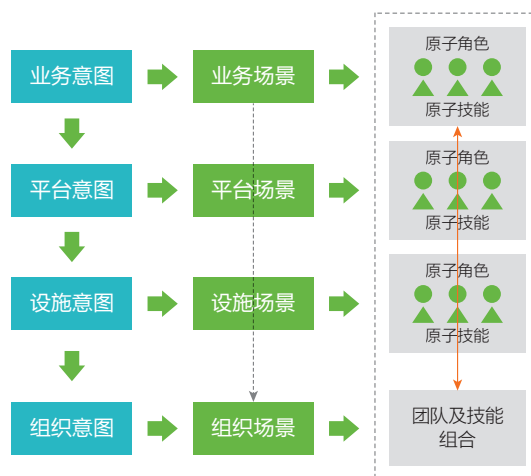 业务意图
业务场景
原子角色
原子技能
平台意图
平台场景
原子角色
原子技能
设施意图
设施场景
原子角色
原子技能
组织意图
组织场景
团队及技能
组合